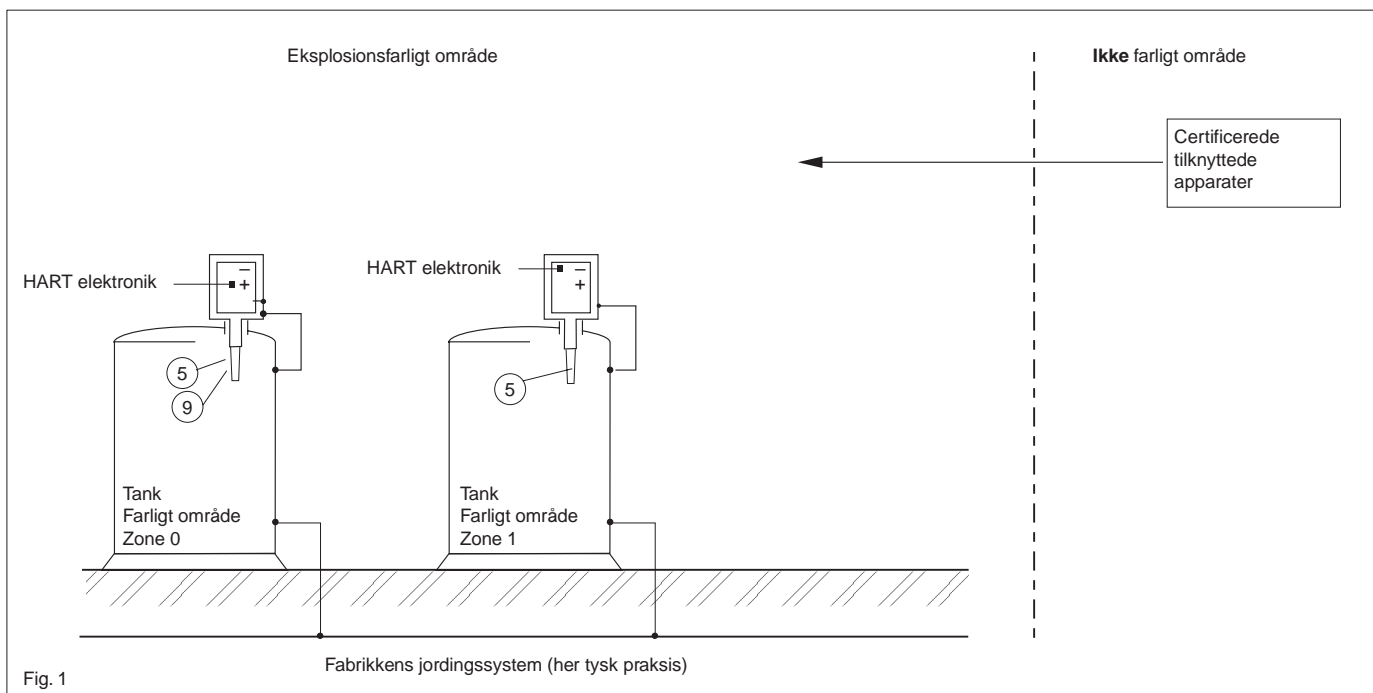 Eksplosionsfarligt område
Ikke farligt område
Certificerede
tilknyttede
apparater
HART elektronik
–
+
HART elektronik
–
+
5
9
5
Tank
Farligt område
Zone 0
Tank
Farligt område
Zone 1
Fabrikkens jordingssystem (her tysk praksis)
Fig. 1